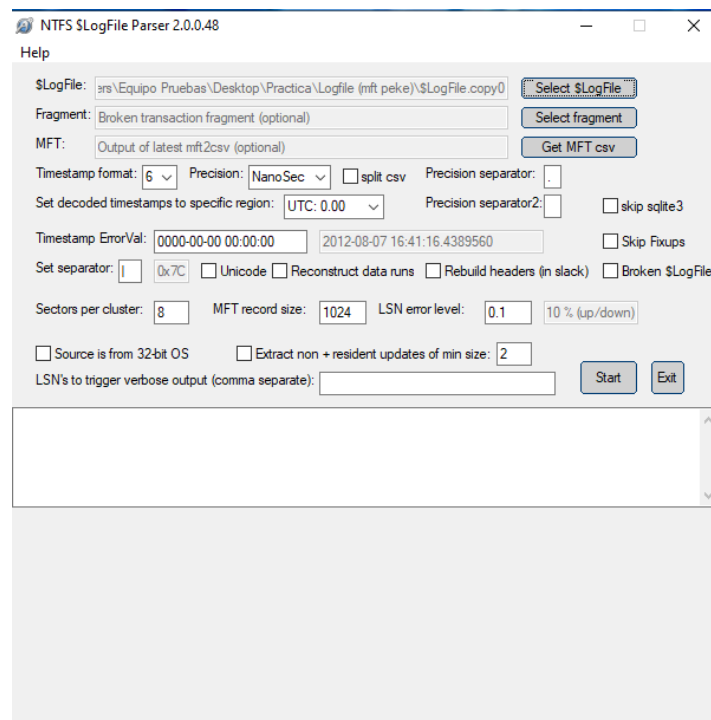 NTFS $LogFile Parser 2.0.0.48
Help
$LogFile: ers\Equipo Pruebas\Desktop\Practica\Logfile (mft peke)\$LogFile.copy0 Select $LogFile
Fragment: Broken transaction fragment (optional) Select fragment
MFT: Output of latest mft2csv (optional) Get MFT csv
Timestamp format: 6 Precision: NanoSec split csv Precision separator: .
Set decoded timestamps to specific region: UTC: 0.00 Precision separator2: skip sqlite3
Timestamp ErrorVal: 0000-00-00 00:00:00 2012-08-07 16:41:16.4389560 Skip Fixups
Set separator: | 0x7C Unicode Reconstruct data runs Rebuild headers (in slack) Broken $LogFile
Sectors per cluster: 8 MFT record size: 1024 LSN error level: 0.1 10 % (up/down)
Source is from 32-bit OS Extract non + resident updates of min size: 2
LSN's to trigger verbose output (comma separate): Start Exit